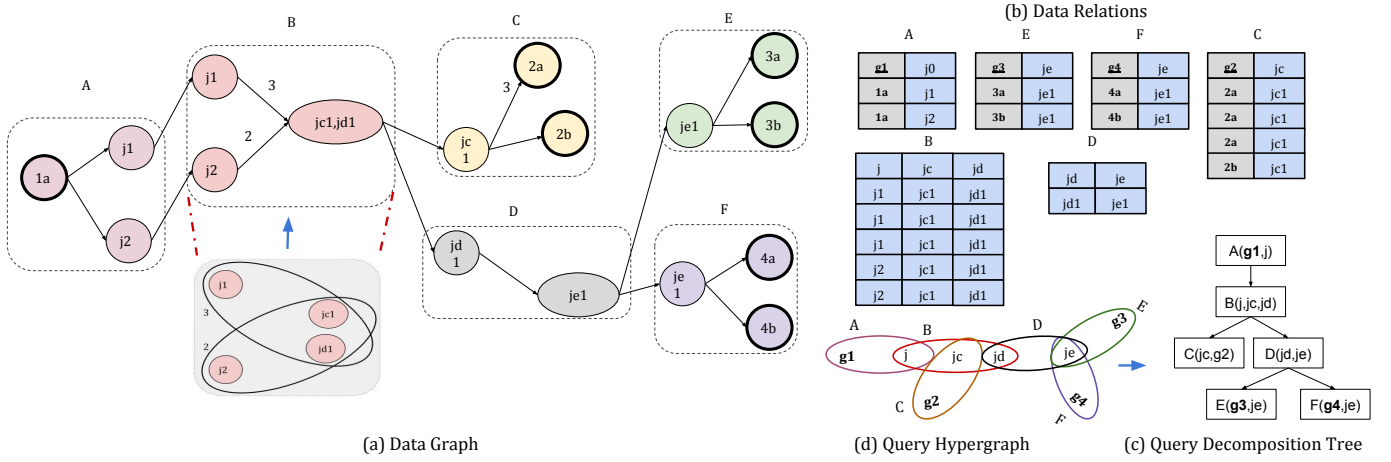 A
1a
j1
j2
B
j1
j2
3
2
jc1,jd1
j1
3
2
j2
jc1
jd1
C
jc
1
3
2a
2b
D
jd
1
je1
E
je1
3a
3b
F
je
1
4a
4b
(a) Data Graph
(b) Data Relations
A
g1 j0
1a j1
1a j2
E
g3 je
3a je1
3b je1
F
g4 je
4a je1
4b je1
C
g2 jc
2a jc1
2a jc1
2a jc1
2b jc1
B
j jc jd
j1 jc1 jd1
j1 jc1 jd1
j1 jc1 jd1
j2 jc1 jd1
j2 jc1 jd1
D
jd je
jd1 je1
A
B
C
D
E
F
g1
j
jc
jd
je
g2
g3
g4
(d) Query Hypergraph
A(g1,j)
B(j,jc,jd)
C(jc,g2)
D(jd,je)
E(g3,je)
F(g4,je)
(c) Query Decomposition Tree